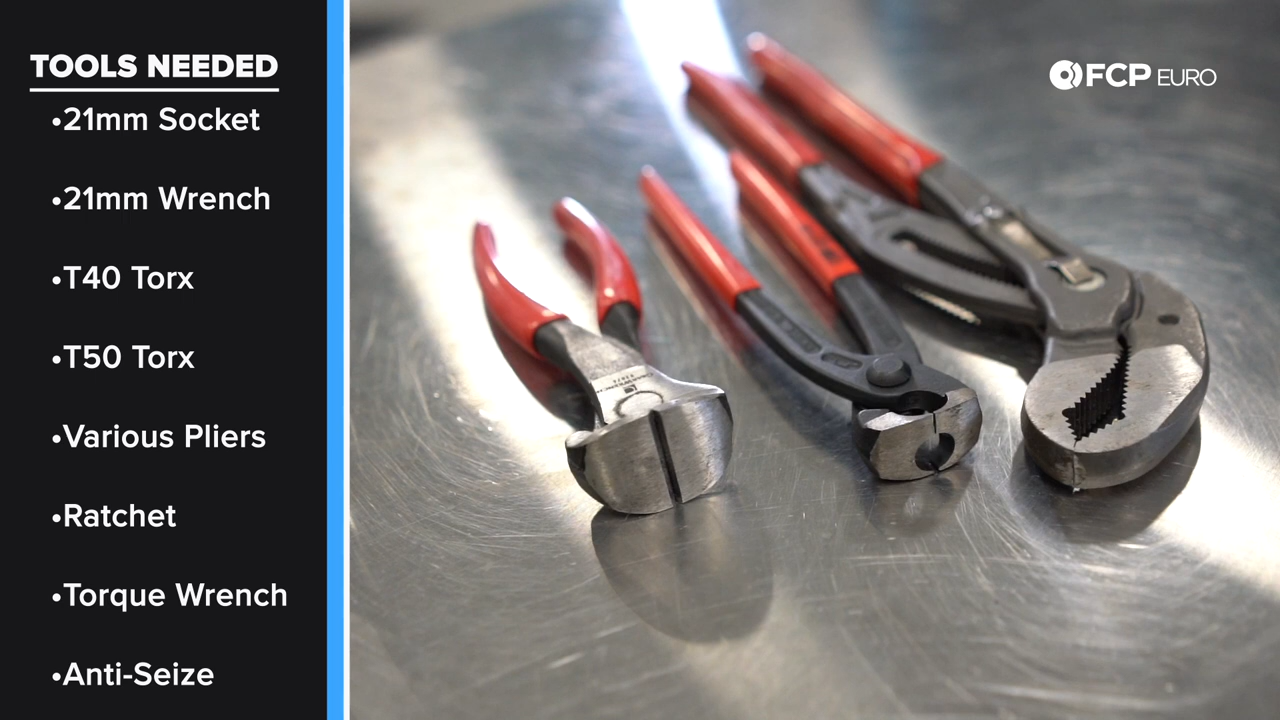 TOOLS NEEDED
•21mm Socket
•21mm Wrench
•T40 Torx
•T50 Torx
•Various Pliers
•Ratchet
•Torque Wrench
•Anti-Seize
FCP EURO